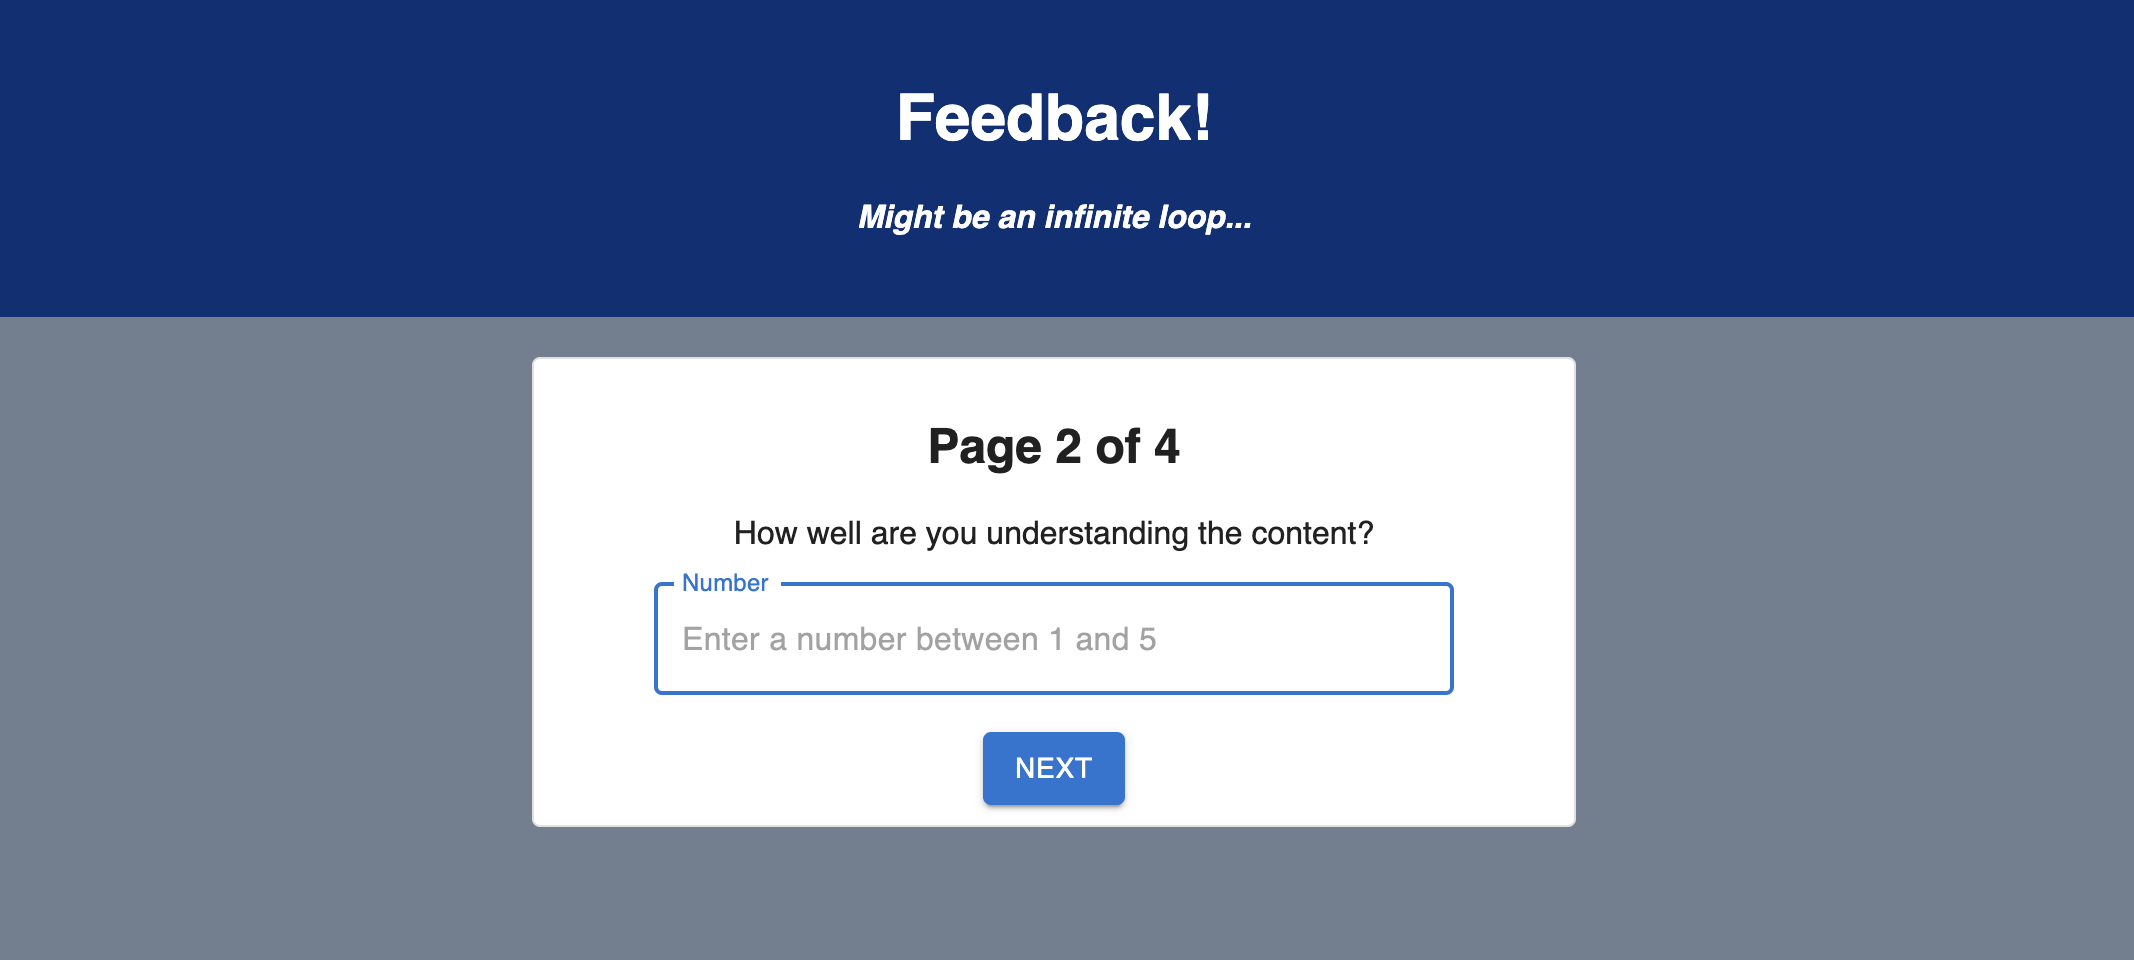 Feedback!
Might be an infinite loop...
Page 2 of 4
How well are you understanding the content?
Number
Enter a number between 1 and 5
NEXT